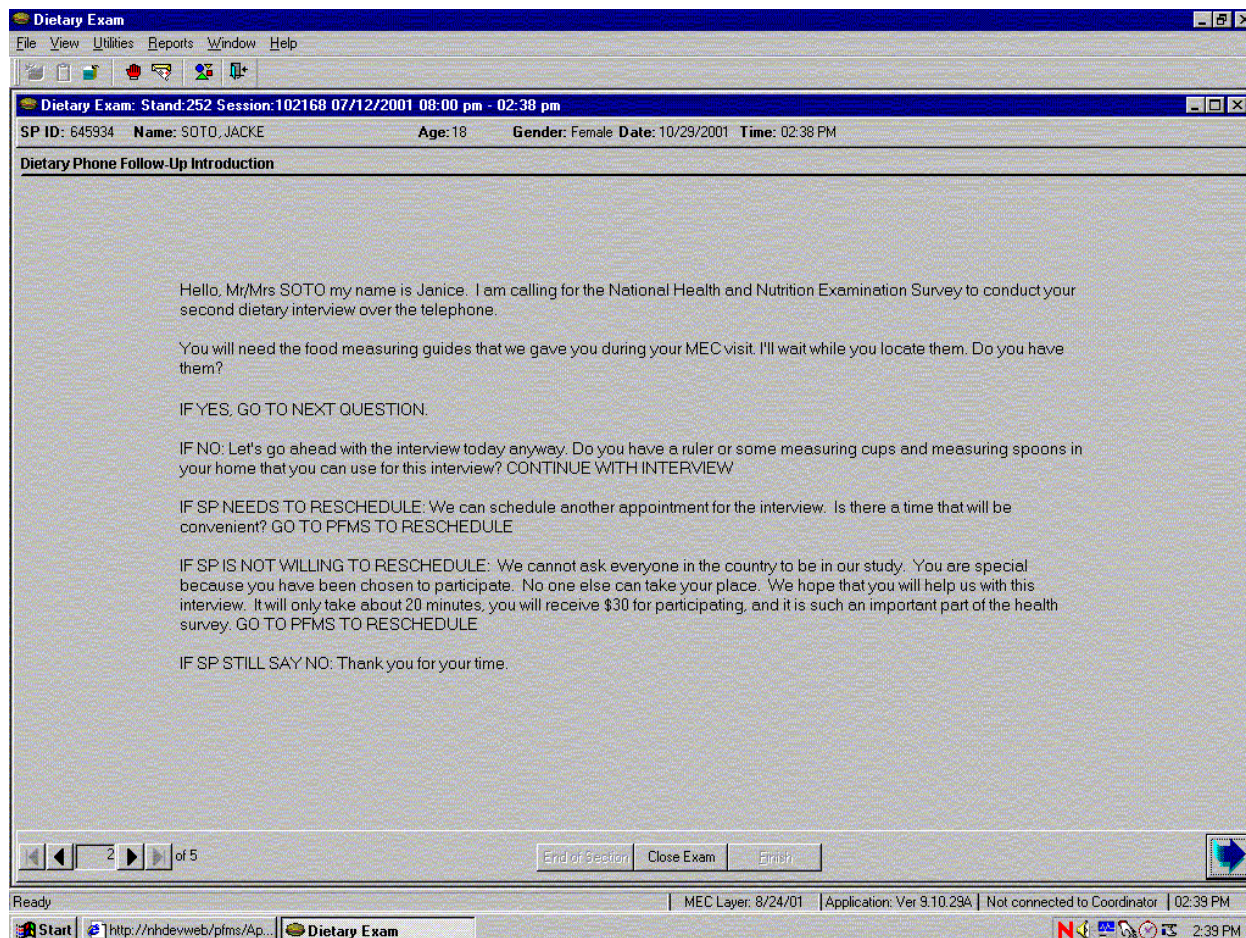 Dietary Exam
File View Utilities Reports Window Help
Dietary Exam: Stand:252 Session:102168 07/12/2001 08:00 pm - 02:38 pm
SP ID: 645934 Name: SOTO, JACKE Age: 18 Gender: Female Date: 10/29/2001 Time: 02:38 PM
Dietary Phone Follow-Up Introduction
Hello, Mr/Mrs SOTO my name is Janice. I am calling for the National Health and Nutrition Examination Survey to conduct your
second dietary interview over the telephone.
You will need the food measuring guides that we gave you during your MEC visit. I'll wait while you locate them. Do you have
them?
IF YES, GO TO NEXT QUESTION.
IF NO: Let's go ahead with the interview today anyway. Do you have a ruler or some measuring cups and measuring spoons in
your home that you can use for this interview? CONTINUE WITH INTERVIEW
IF SP NEEDS TO RESCHEDULE: We can schedule another appointment for the interview. Is there a time that will be
convenient? GO TO PFMS TO RESCHEDULE
IF SP IS NOT WILLING TO RESCHEDULE: We cannot ask everyone in the country to be in our study. You are special
because you have been chosen to participate. No one else can take your place. We hope that you will help us with this
interview. It will only take about 20 minutes, you will receive $30 for participating, and it is such an important part of the health
survey. GO TO PFMS TO RESCHEDULE
IF SP STILL SAY NO: Thank you for your time.
2 of 5 End of Section Close Exam Finish
Ready MEC Layer: 8/24/01 Application: Ver 9.10.29A Not connected to Coordinator 02:39 PM
Start http://nhdevweb/pfms/Ap... Dietary Exam N 2:39 PM